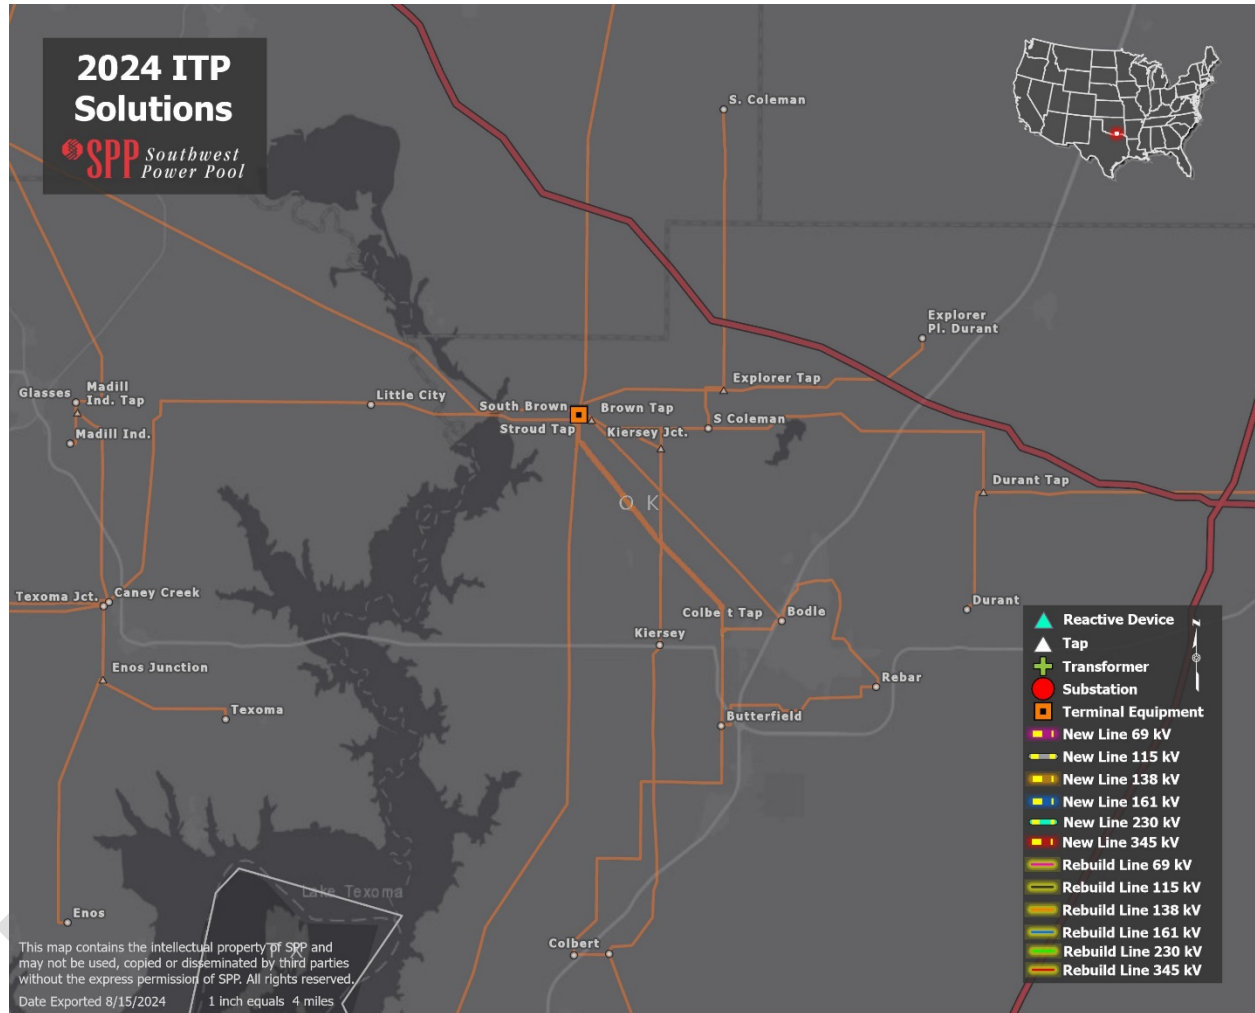 2024 ITP
Solutions
SPP Southwest
Power Pool
S. Coleman
Explorer
Pl. Durant
Glasses
Madill
Ind. Tap
Madill Ind.
Little City
South Brown
Brown Tap
Stroud Tap
Kiersey Jct.
Explorer Tap
S Coleman
Durant Tap
O K
Texoma Jct.
Caney Creek
Colbert Tap
Bodle
Durant
Kiersey
Enos Junction
Rebar
Texoma
Butterfield
Lake Texoma
Enos
Colbert
T X
Reactive Device
Tap
Transformer
Substation
Terminal Equipment
New Line 69 kV
New Line 115 kV
New Line 138 kV
New Line 161 kV
New Line 230 kV
New Line 345 kV
Rebuild Line 69 kV
Rebuild Line 115 kV
Rebuild Line 138 kV
Rebuild Line 161 kV
Rebuild Line 230 kV
Rebuild Line 345 kV
N
This map contains the intellectual property of SPP and
may not be used, copied or disseminated by third parties
without the express permission of SPP. All rights reserved.
Date Exported 8/15/2024 1 inch equals 4 miles